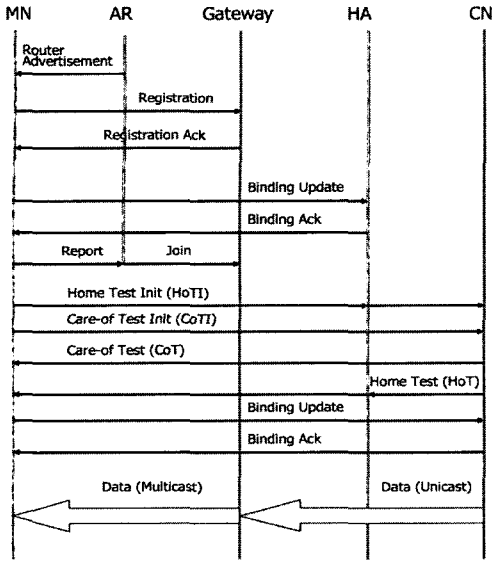 MN AR Gateway HA CN
Router
Advertisement
Registration
Registration Ack
Binding Update
Binding Ack
Report Join
Home Test Init (HoTI)
Care-of Test Init (CoTI)
Care-of Test (CoT)
Home Test (HoT)
Binding Update
Binding Ack
Data (Multicast) Data (Unicast)